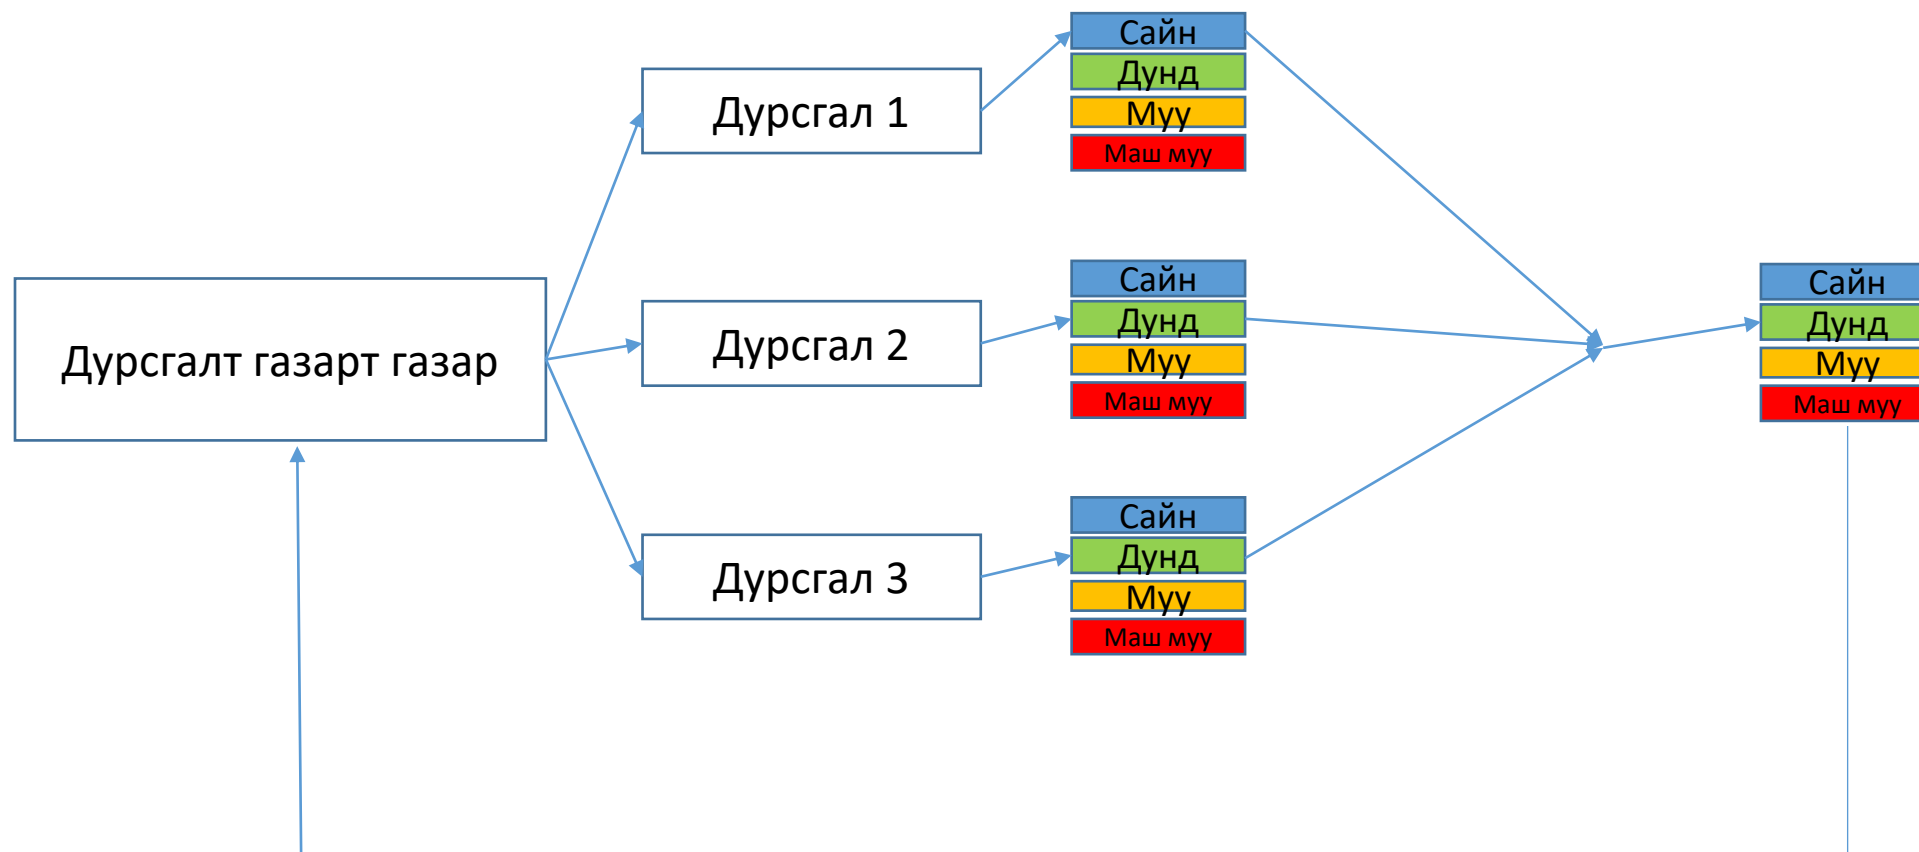 Дурсгалт газарт газар
Дурсгал 1
Сайн
Дунд
Муу
Маш муу
Дурсгал 2
Сайн
Дунд
Муу
Маш муу
Дурсгал 3
Сайн
Дунд
Муу
Маш муу
Сайн
Дунд
Муу
Маш муу